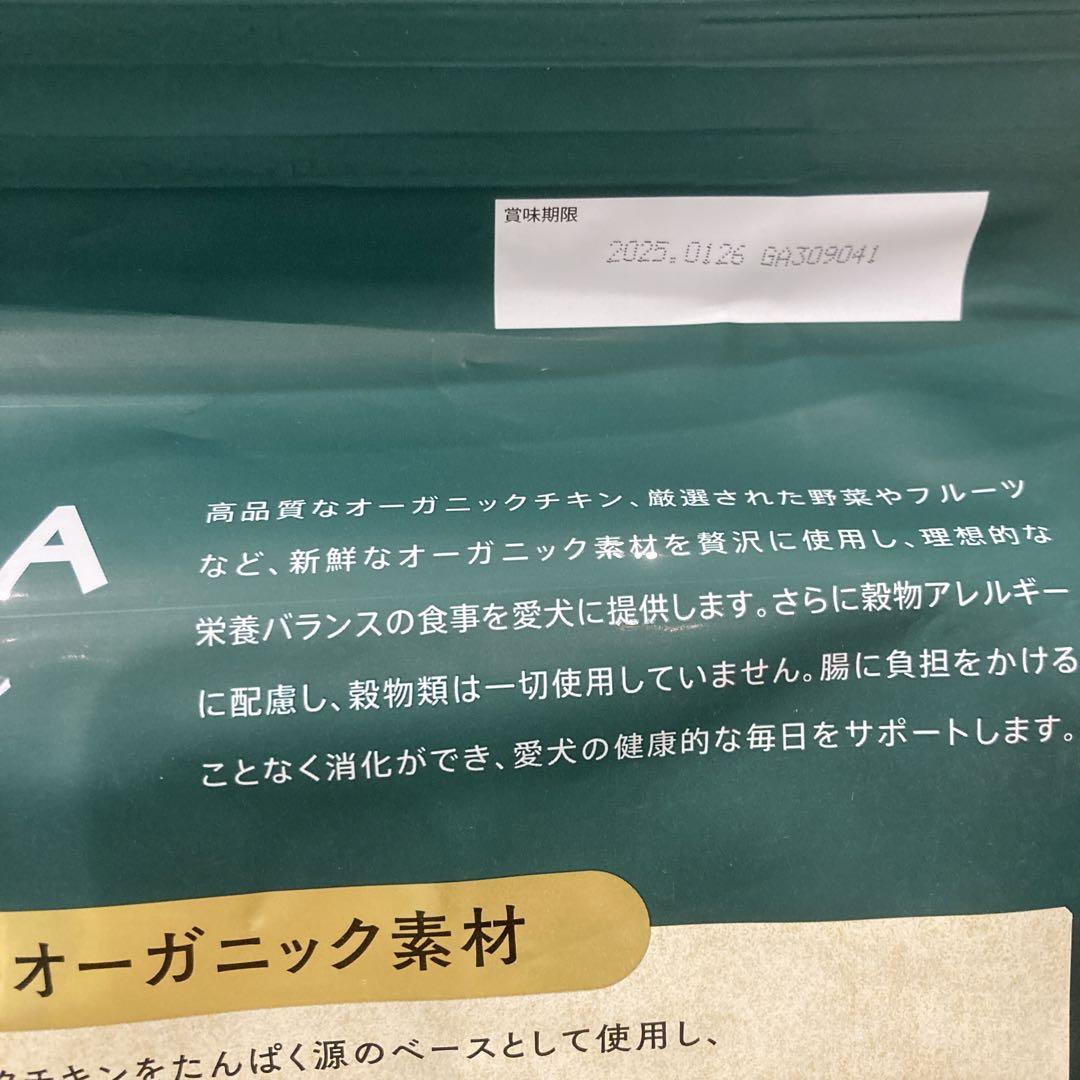 賞味期限
2025.0126 GA309041
A
高品質なオーガニックチキン、厳選された野菜やフルーツ
など、新鮮なオーガニック素材を贅沢に使用し、理想的な
栄養バランスの食事を愛犬に提供します。さらに穀物アレルギー
に配慮し、穀物類は一切使用していません。腸に負担をかける
ことなく消化ができ、愛犬の健康的な毎日をサポートします。
オーガニック素材
クチキンをたんぱく源のベースとして使用し、